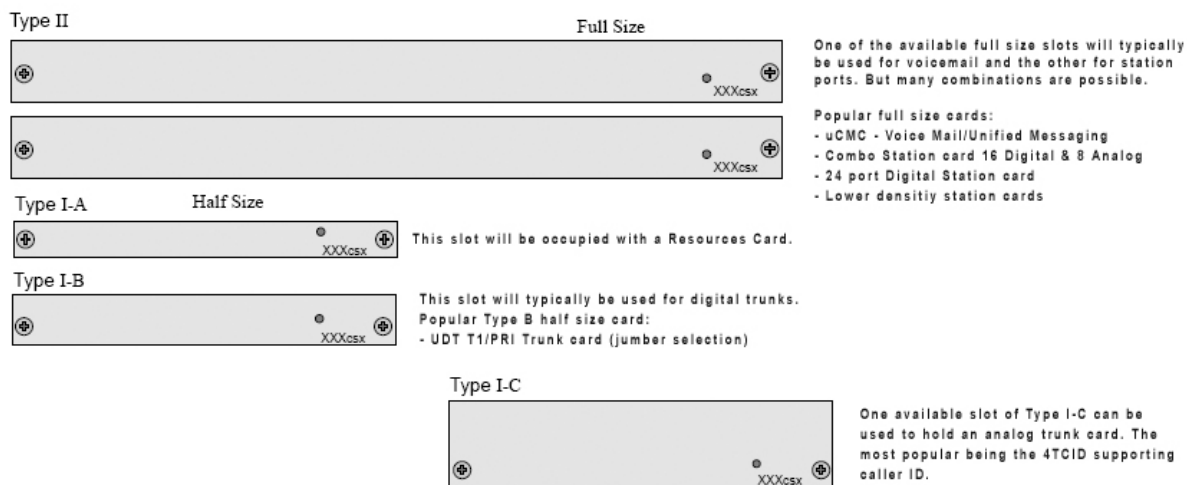 Type II
Full Size
XXXcsx
One of the available full size slots will typically
be used for voicemail and the other for station
ports. But many combinations are possible.
XXXcsx
Popular full size cards:
- uCMC - Voice Mail/Unified Messaging
- Combo Station card 16 Digital & 8 Analog
- 24 port Digital Station card
- Lower densitiy station cards
Type I-A
Half Size
XXXcsx
This slot will be occupied with a Resources Card.
Type I-B
XXXcsx
This slot will typically be used for digital trunks.
Popular Type B half size card:
- UDT T1/PRI Trunk card (jumber selection)
Type I-C
XXXcsx
One available slot of Type I-C can be
used to hold an analog trunk card. The
most popular being the 4TCID supporting
caller ID.